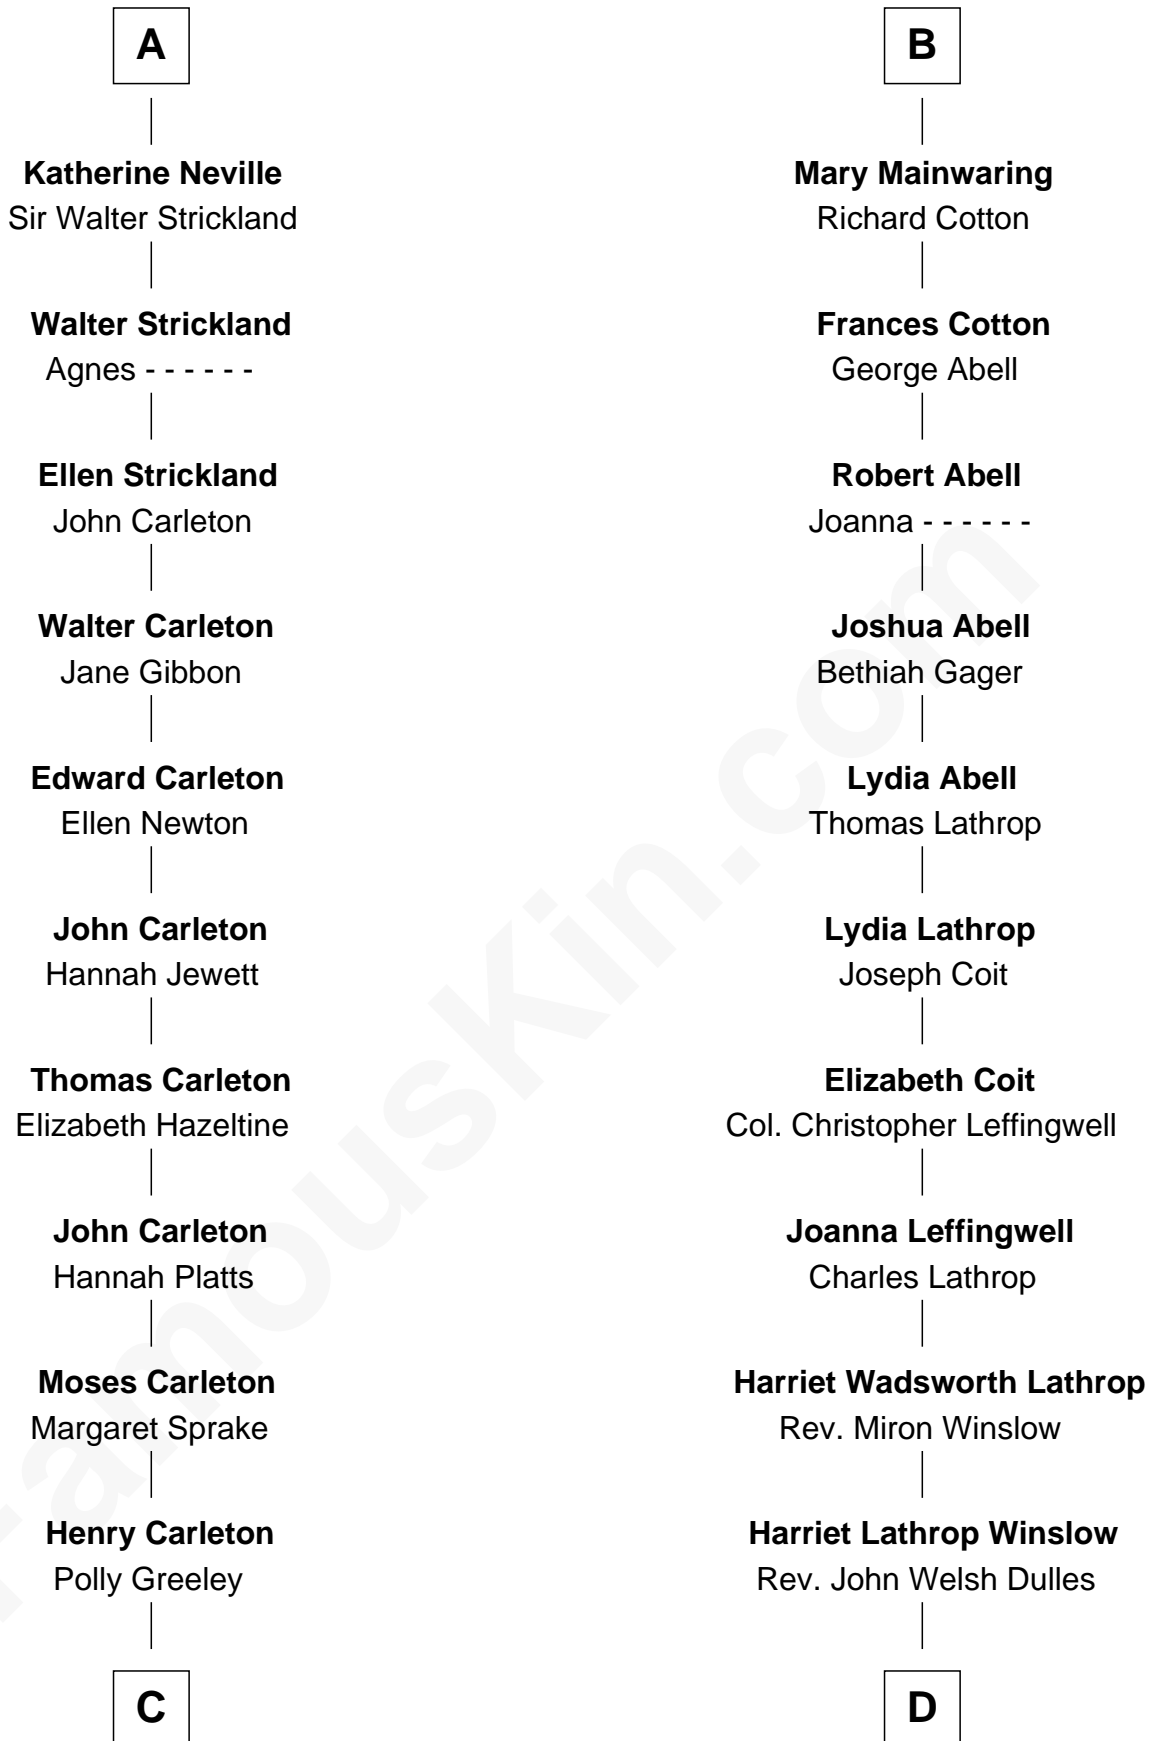 A
Katherine Neville
Sir Walter Strickland
Walter Strickland
Agnes - - - - - -
Ellen Strickland
John Carleton
Walter Carleton
Jane Gibbon
Edward Carleton
Ellen Newton
John Carleton
Hannah Jewett
Thomas Carleton
Elizabeth Hazeltine
John Carleton
Hannah Platts
Moses Carleton
Margaret Sprake
Henry Carleton
Polly Greeley
C
B
Mary Mainwaring
Richard Cotton
Frances Cotton
George Abell
Robert Abell
Joanna - - - - - -
Joshua Abell
Bethiah Gager
Lydia Abell
Thomas Lathrop
Lydia Lathrop
Joseph Coit
Elizabeth Coit
Col. Christopher Leffingwell
Joanna Leffingwell
Charles Lathrop
Harriet Wadsworth Lathrop
Rev. Miron Winslow
Harriet Lathrop Winslow
Rev. John Welsh Dulles
D
FamousKin.com